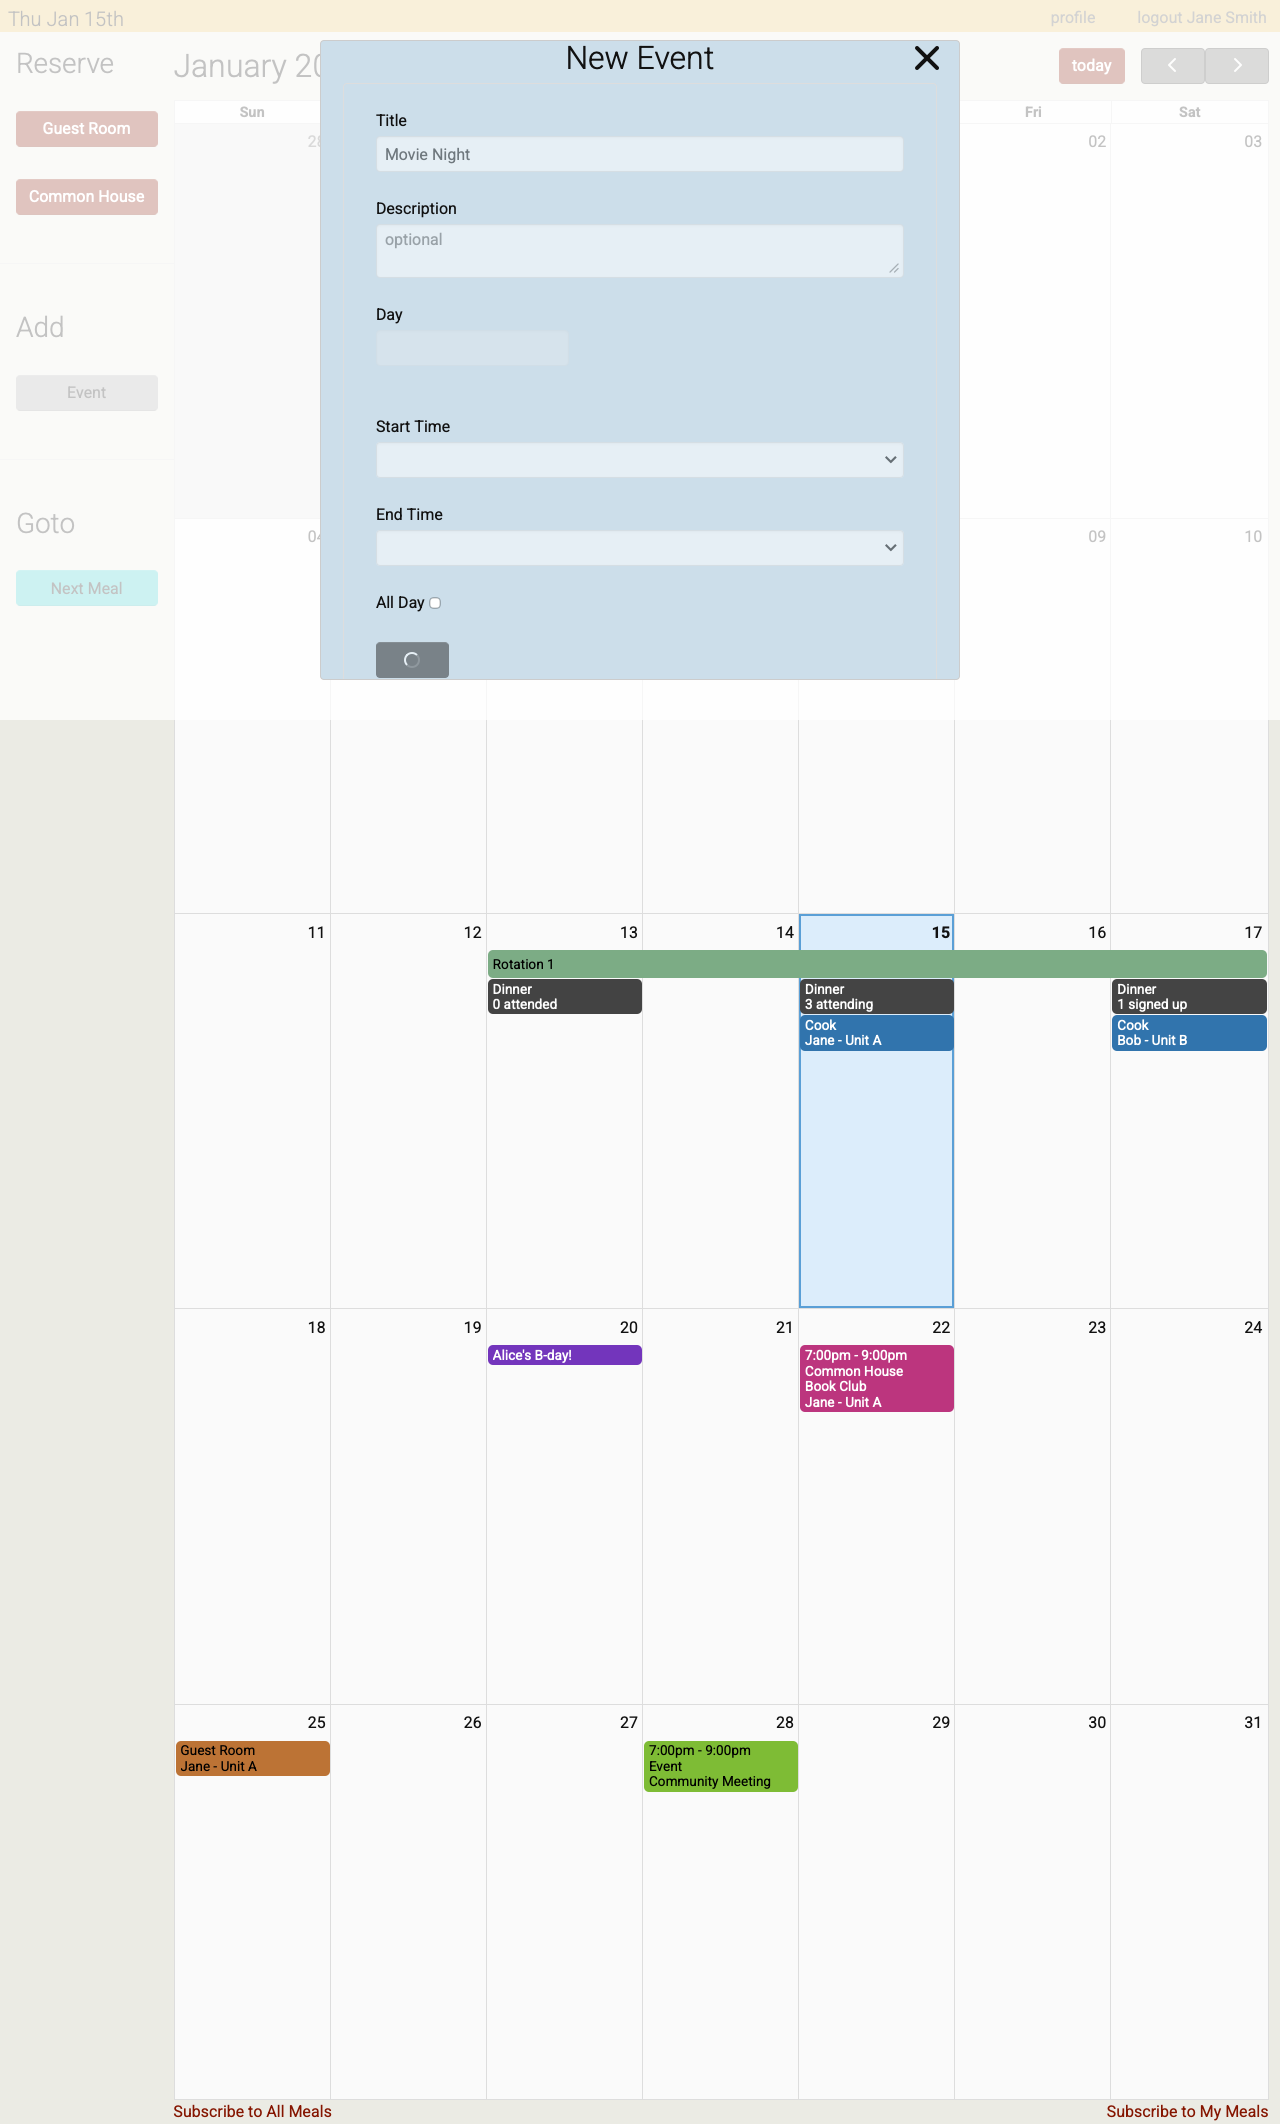 Thu Jan 15th
profile
logout Jane Smith
Reserve
January 20
New Event
today
Guest Room
Common House
Sun
Fri
Sat
28
02
03
Title
Movie Night
Description
optional
Day
Add
Event
Start Time
End Time
Goto
04
09
10
Next Meal
All Day
11
12
13
14
15
16
17
Rotation 1
Dinner
0 attended
Dinner
3 attending
Dinner
1 signed up
Cook
Jane - Unit A
Cook
Bob - Unit B
18
19
20
21
22
23
24
Alice's B-day!
7:00pm - 9:00pm
Common House
Book Club
Jane - Unit A
25
26
27
28
29
30
31
Guest Room
Jane - Unit A
7:00pm - 9:00pm
Event
Community Meeting
Subscribe to All Meals
Subscribe to My Meals